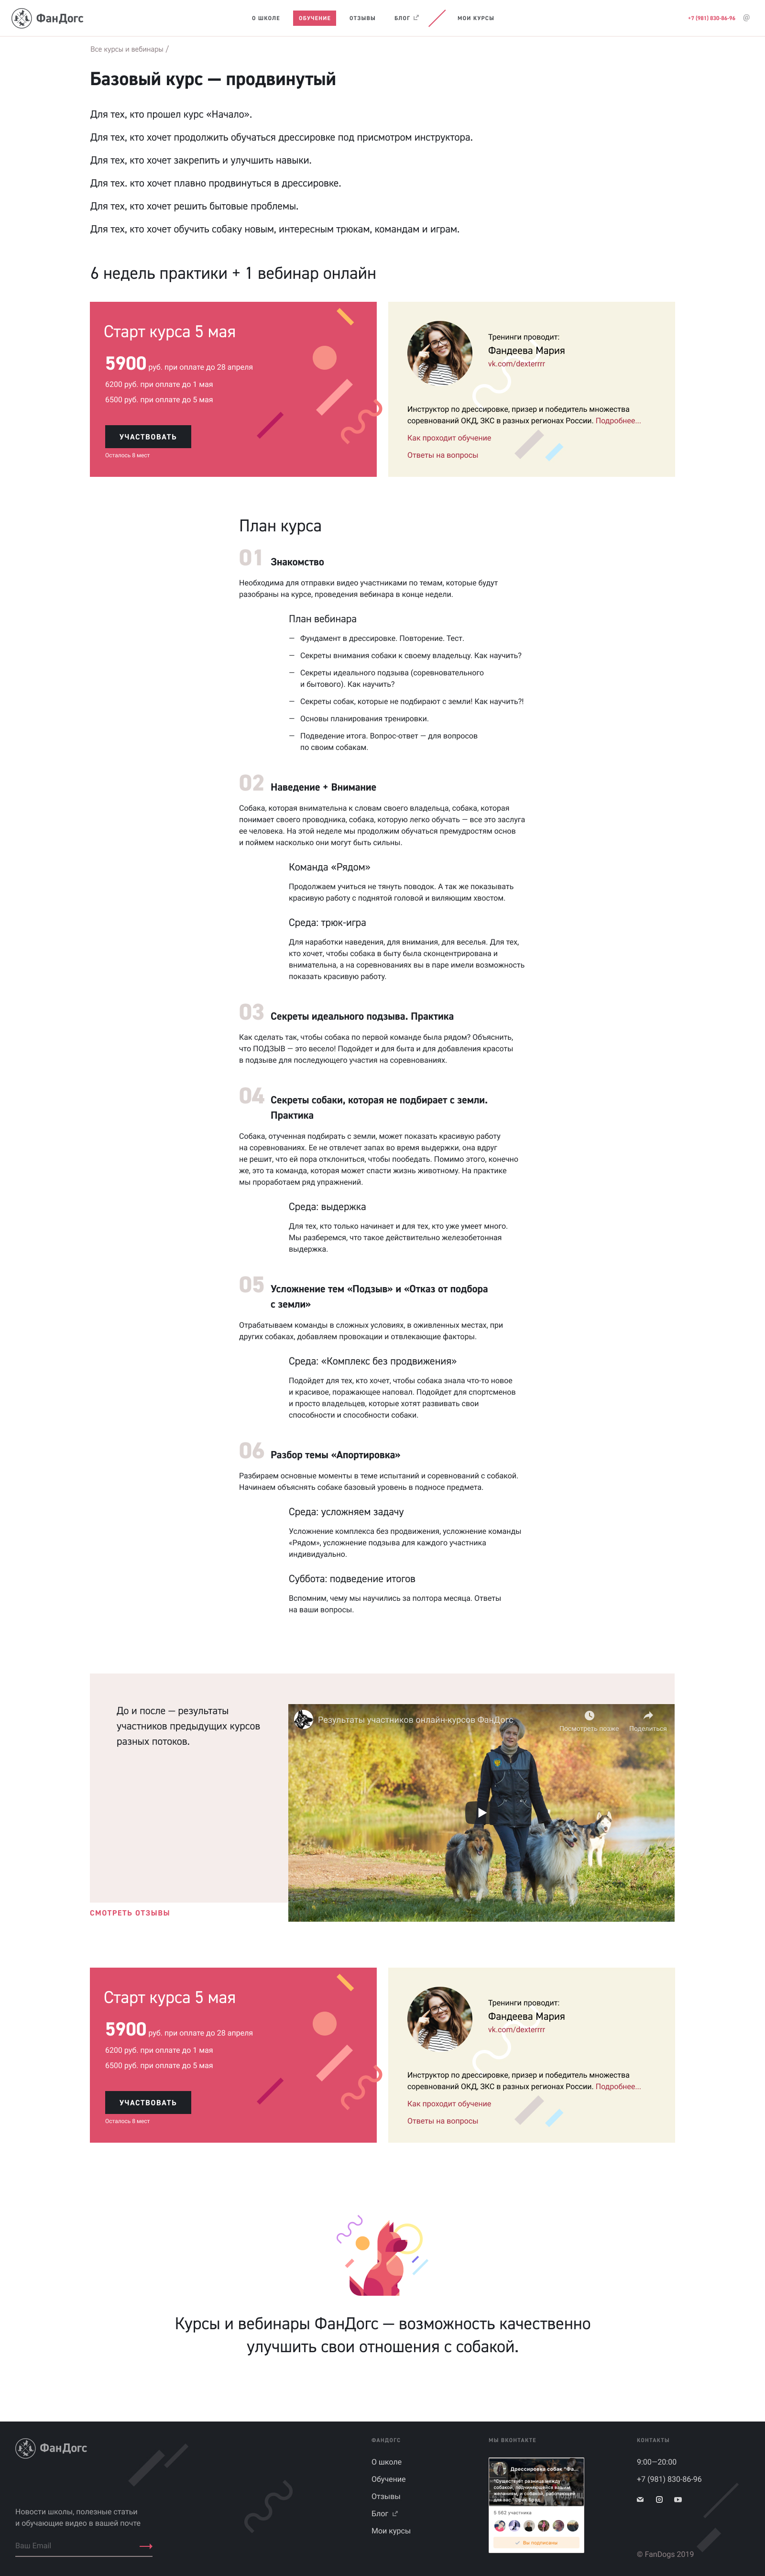 ФанДогс
О ШКОЛЕ
ОБУЧЕНИЕ
ОТЗЫВЫ
БЛОГ
МОИ КУРСЫ
+7 (981) 830-86-96
@
Все курсы и вебинары /
Базовый курс — продвинутый
Для тех, кто прошел курс «Начало».
Для тех, кто хочет продолжить обучаться дрессировке под присмотром инструктора.
Для тех, кто хочет закрепить и улучшить навыки.
Для тех. кто хочет плавно продвинуться в дрессировке.
Для тех, кто хочет решить бытовые проблемы.
Для тех, кто хочет обучить собаку новым, интересным трюкам, командам и играм.
6 недель практики + 1 вебинар онлайн
Старт курса 5 мая
5900 руб. при оплате до 28 апреля
6200 руб. при оплате до 1 мая
6500 руб. при оплате до 5 мая
УЧАСТВОВАТЬ
Осталось 8 мест
Тренинги проводит:
Фандеева Мария
vk.com/dexterrrr
Инструктор по дрессировке, призер и победитель множества
соревнований ОКД, ЗКС в разных регионах России. Подробнее...
Как проходит обучение
Ответы на вопросы
План курса
01 Знакомство
Необходима для отправки видео участниками по темам, которые будут
разобраны на курсе, проведения вебинара в конце недели.
План вебинара
— Фундамент в дрессировке. Повторение. Тест.
— Секреты внимания собаки к своему владельцу. Как научить?
— Секреты идеального подзыва (соревновательного
и бытового). Как научить?
— Секреты собак, которые не подбирают с земли! Как научить?!
— Основы планирования тренировки.
— Подведение итога. Вопрос-ответ — для вопросов
по своим собакам.
02 Наведение + Внимание
Собака, которая внимательна к словам своего владельца, собака, которая
понимает своего проводника, собака, которую легко обучать — все это заслуга
ее человека. На этой неделе мы продолжим обучаться премудростям основ
и поймем насколько они могут быть сильны.
Команда «Рядом»
Продолжаем учиться не тянуть поводок. А так же показывать
красивую работу с поднятой головой и виляющим хвостом.
Среда: трюк-игра
Для наработки наведения, для внимания, для веселья. Для тех,
кто хочет, чтобы собака в быту была сконцентрирована и
внимательна, а на соревнованиях вы в паре имели возможность
показать красивую работу.
03 Секреты идеального подзыва. Практика
Как сделать так, чтобы собака по первой команде была рядом? Объяснить,
что ПОДЗЫВ — это весело! Подойдет и для быта и для добавления красоты
в подзыве для последующего участия на соревнованиях.
04 Секреты собаки, которая не подбирает с земли.
Практика
Собака, отученная подбирать с земли, может показать красивую работу
на соревнованиях. Ее не отвлечет запах во время выдержки, она вдруг
не решит, что ей пора отклониться, чтобы пообедать. Помимо этого, конечно
же, это та команда, которая может спасти жизнь животному. На практике
мы проработаем ряд упражнений.
Среда: выдержка
Для тех, кто только начинает и для тех, кто уже умеет много.
Мы разберемся, что такое действительно железобетонная
выдержка.
05 Усложнение тем «Подзыв» и «Отказ от подбора
с земли»
Отрабатываем команды в сложных условиях, в оживленных местах, при
других собаках, добавляем провокации и отвлекающие факторы.
Среда: «Комплекс без продвижения»
Подойдет для тех, кто хочет, чтобы собака знала что-то новое
и красивое, поражающее наповал. Подойдет для спортсменов
и просто владельцев, которые хотят развивать свои
способности и способности собаки.
06 Разбор темы «Апортировка»
Разбираем основные моменты в теме испытаний и соревнований с собакой.
Начинаем объяснять собаке базовый уровень в подносе предмета.
Среда: усложняем задачу
Усложнение комплекса без продвижения, усложнение команды
«Рядом», усложнение подзыва для каждого участника
индивидуально.
Суббота: подведение итогов
Вспомним, чему мы научились за полтора месяца. Ответы
на ваши вопросы.
До и после — результаты
участников предыдущих курсов
разных потоков.
СМОТРЕТЬ ОТЗЫВЫ
Результаты участников онлайн-курсов ФанДогс
Посмотреть позже
Поделиться
Старт курса 5 мая
5900 руб. при оплате до 28 апреля
6200 руб. при оплате до 1 мая
6500 руб. при оплате до 5 мая
УЧАСТВОВАТЬ
Осталось 8 мест
Тренинги проводит:
Фандеева Мария
vk.com/dexterrrr
Инструктор по дрессировке, призер и победитель множества
соревнований ОКД, ЗКС в разных регионах России. Подробнее...
Как проходит обучение
Ответы на вопросы
Курсы и вебинары ФанДогс — возможность качественно
улучшить свои отношения с собакой.
ФанДогс
Новости школы, полезные статьи
и обучающие видео в вашей почте
Ваш Email
ФАНДОГС
О школе
Обучение
Отзывы
Блог
Мои курсы
МЫ ВКОНТАКТЕ
Дрессировка собак "Фа...
"Существует разница между
собакой, подчиняющейся вашим
желаниям, и собакой, работающей
для вас."
5 562 участника
Вы подписаны
КОНТАКТЫ
9:00—20:00
+7 (981) 830-86-96
© FanDogs 2019